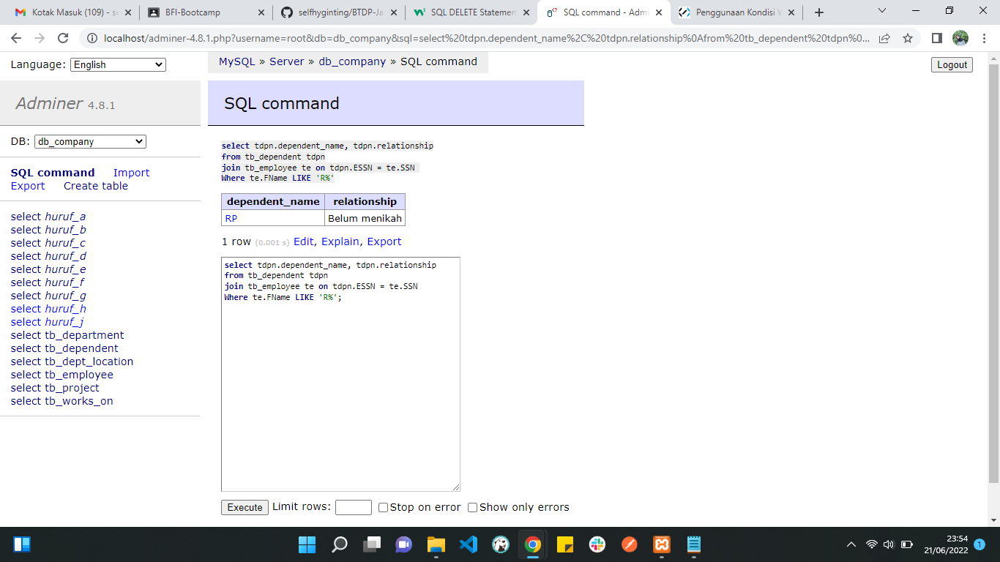 Kotak Masuk (109) - se
BFI-Bootcamp
selfhyginting/BTDP-Ja
SQL DELETE Statemen
SQL command - Admi
Penggunaan Kondisi W
localhost/adminer-4.8.1.php?username=root&db=db_company&sql=select%20tdpn.dependent_name%2C%20tdpn.relationship%0Afrom%20tb_dependent%20tdpn%0...
Language: English
MySQL » Server » db_company » SQL command
Logout
Adminer 4.8.1
SQL command
DB: db_company
SQL command Import
Export Create table
select huruf_a
select huruf_b
select huruf_c
select huruf_d
select huruf_e
select huruf_f
select huruf_g
select huruf_h
select huruf_j
select tb_department
select tb_dependent
select tb_dept_location
select tb_employee
select tb_project
select tb_works_on
select tdpn.dependent_name, tdpn.relationship
from tb_dependent tdpn
join tb_employee te on tdpn.ESSN = te.SSN
Where te.FName LIKE 'R%'
dependent_name relationship
RP Belum menikah
1 row (0.001 s) Edit, Explain, Export
select tdpn.dependent_name, tdpn.relationship
from tb_dependent tdpn
join tb_employee te on tdpn.ESSN = te.SSN
Where te.FName LIKE 'R%';
Execute Limit rows: Stop on error Show only errors
23:54
21/06/2022
1